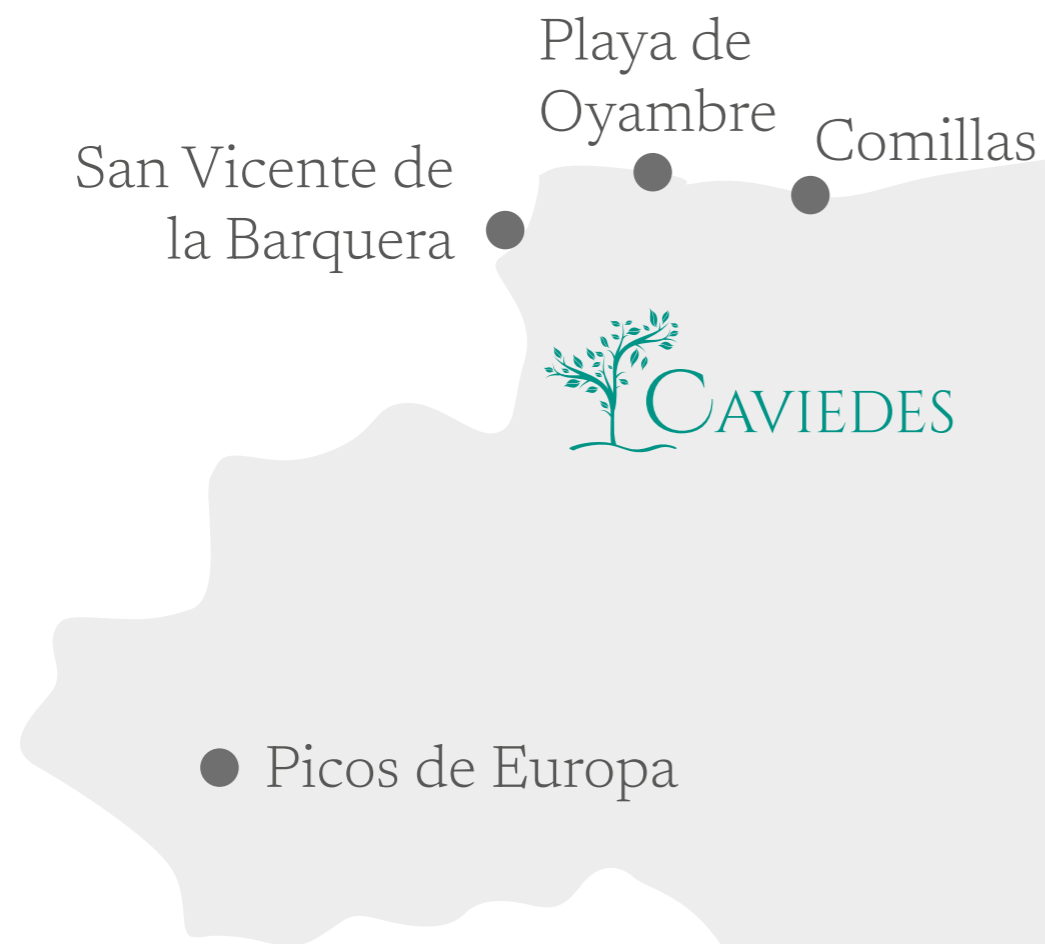 Playa de
Oyambre
Comillas
San Vicente de
la Barquera
CAVIEDES
Picos de Europa